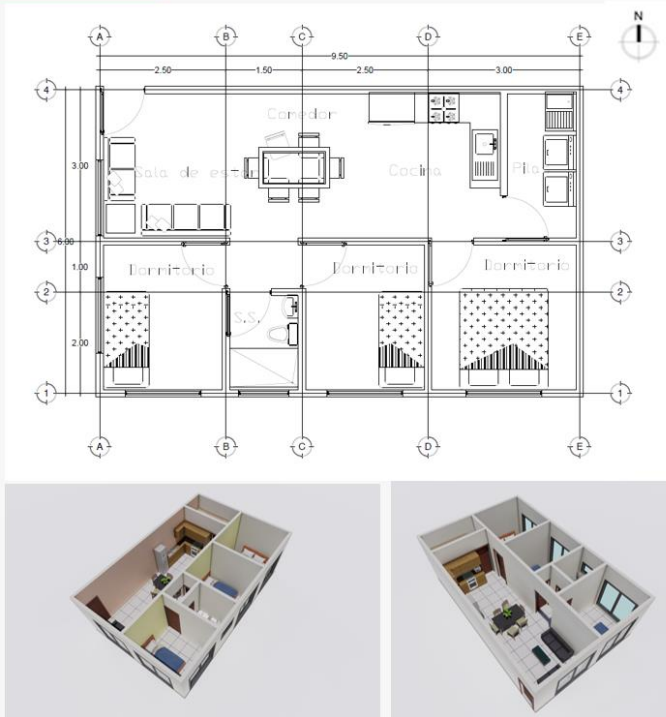 N
A B C D E
9.50
2.50 1.50 2.50 3.00
4 4
Comedor
3.00
Sala de estar Cocina Pila
3 3
6.00
1.00
Dormitorio Dormitorio Dormitorio
2 2
S.S.
2.00
1 1
A B C D E